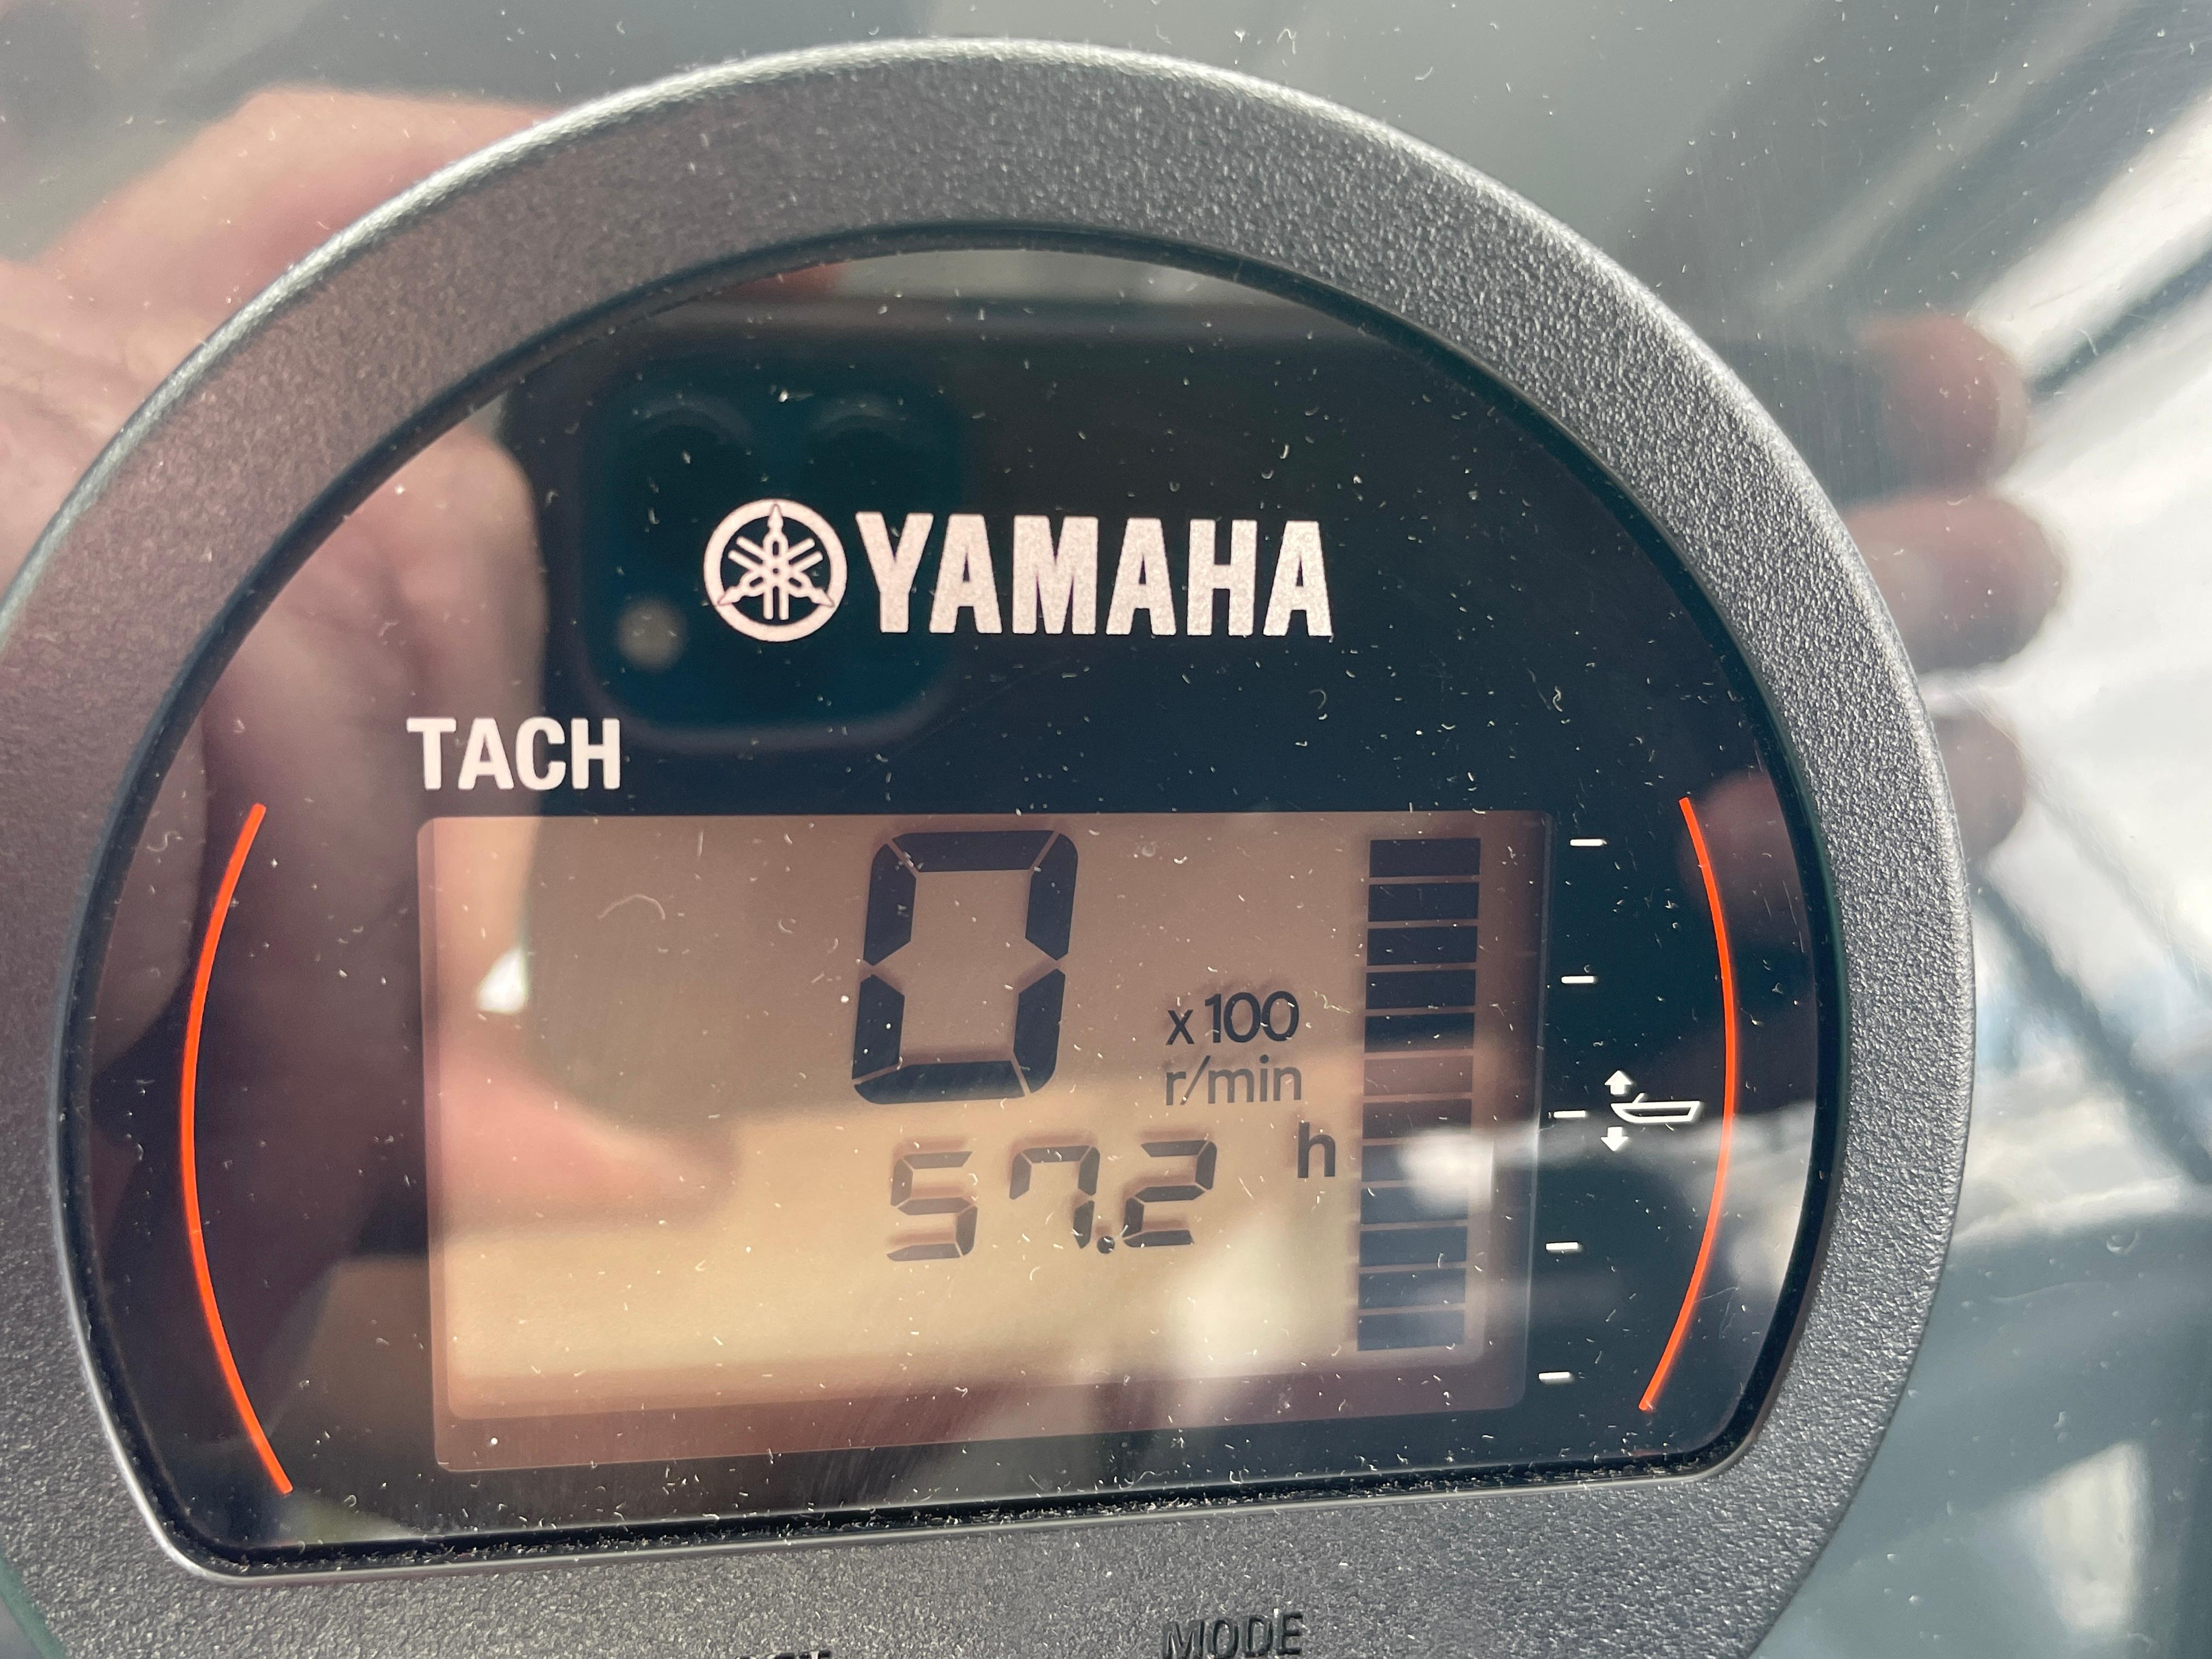 YAMAHA
TACH
0
x100
r/min
57.2 h
MODE